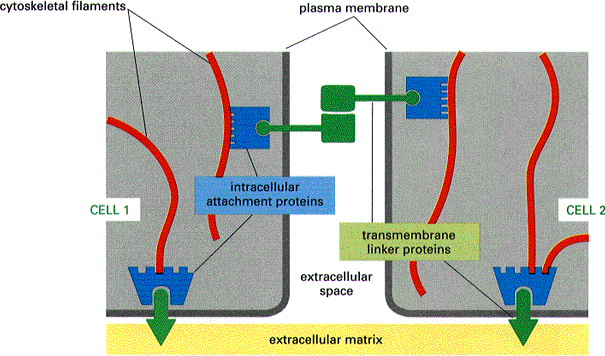 cytoskeletal filaments
plasma membrane
intracellular
attachment proteins
CELL 1
CELL 2
transmembrane
linker proteins
extracellular
space
extracellular matrix